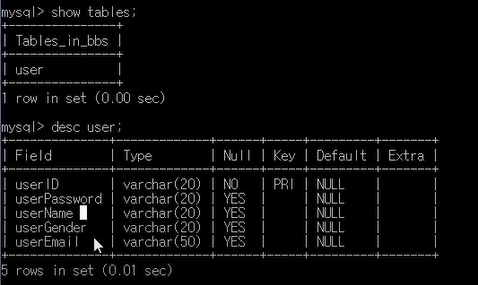 mysql> show tables;
+---------------+
| Tables_in_bbs |
+---------------+
| user          |
+---------------+
1 row in set (0.00 sec)
mysql> desc user;
+--------------+-------------+------+-----+---------+-------+
| Field        | Type        | Null | Key | Default | Extra |
+--------------+-------------+------+-----+---------+-------+
| userID       | varchar(20) | NO   | PRI | NULL    |       |
| userPassword | varchar(20) | YES  |     | NULL    |       |
| userName     | varchar(20) | YES  |     | NULL    |       |
| userGender   | varchar(20) | YES  |     | NULL    |       |
| userEmail    | varchar(50) | YES  |     | NULL    |       |
+--------------+-------------+------+-----+---------+-------+
5 rows in set (0.01 sec)